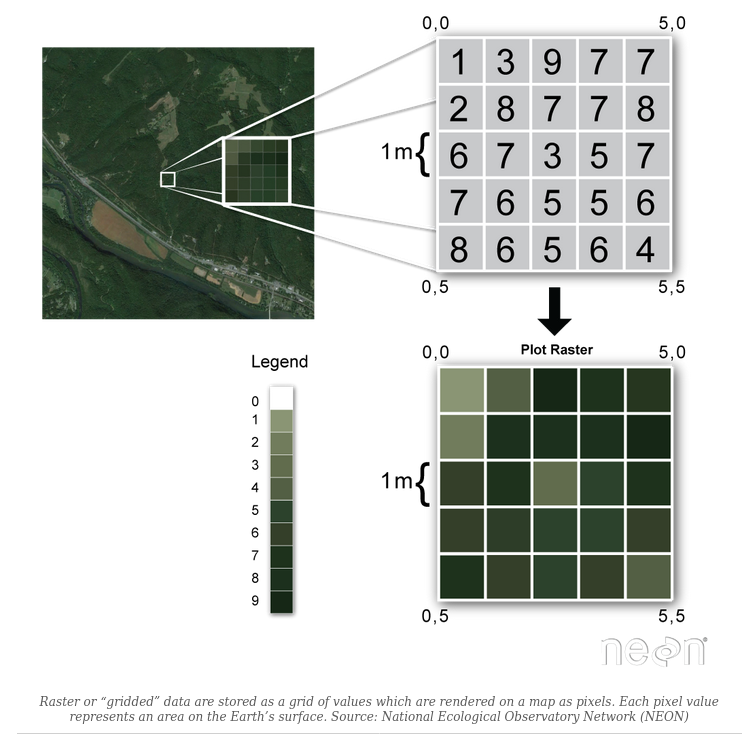 0,0 5,0
1 3 9 7 7
2 8 7 7 8
1m{ 6 7 3 5 7
7 6 5 5 6
8 6 5 6 4
0,5 5,5
0,0 Plot Raster 5,0
Legend
0
1
2
3
4
5
6
7
8
9
1m{
0,5 5,5
neon
Raster or “gridded” data are stored as a grid of values which are rendered on a map as pixels. Each pixel value
represents an area on the Earth’s surface. Source: National Ecological Observatory Network (NEON)